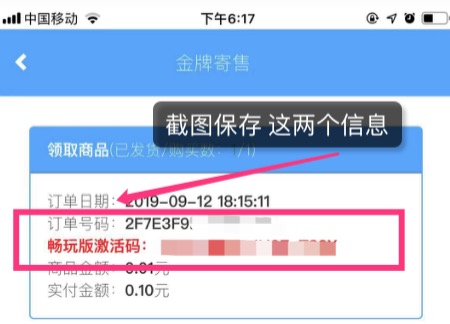 中国移动 下午6:17
金牌寄售
截图保存 这两个信息
领取商品(已发货/购买数：1/1)
订单日期： 2019-09-12 18:15:11
订单号码： 2F7E3F9
畅玩版激活码：
商品金额： 0.01元
实付金额： 0.10元